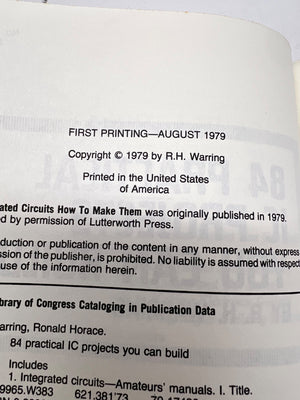 FIRST PRINTING—AUGUST 1979
Copyright © 1979 by R.H. Warring
Printed in the United States
of America
ated Circuits How To Make Them was originally published in 1979.
ed by permission of Lutterworth Press.
duction or publication of the content in any manner, without express
ssion of the publisher, is prohibited. No liability is assumed with respect
use of the information herein.
ibrary of Congress Cataloging in Publication Data
arring, Ronald Horace.
84 practical IC projects you can build
Includes
1. Integrated circuits—Amateurs' manuals. I. Title.
9965.W383 621.381'73